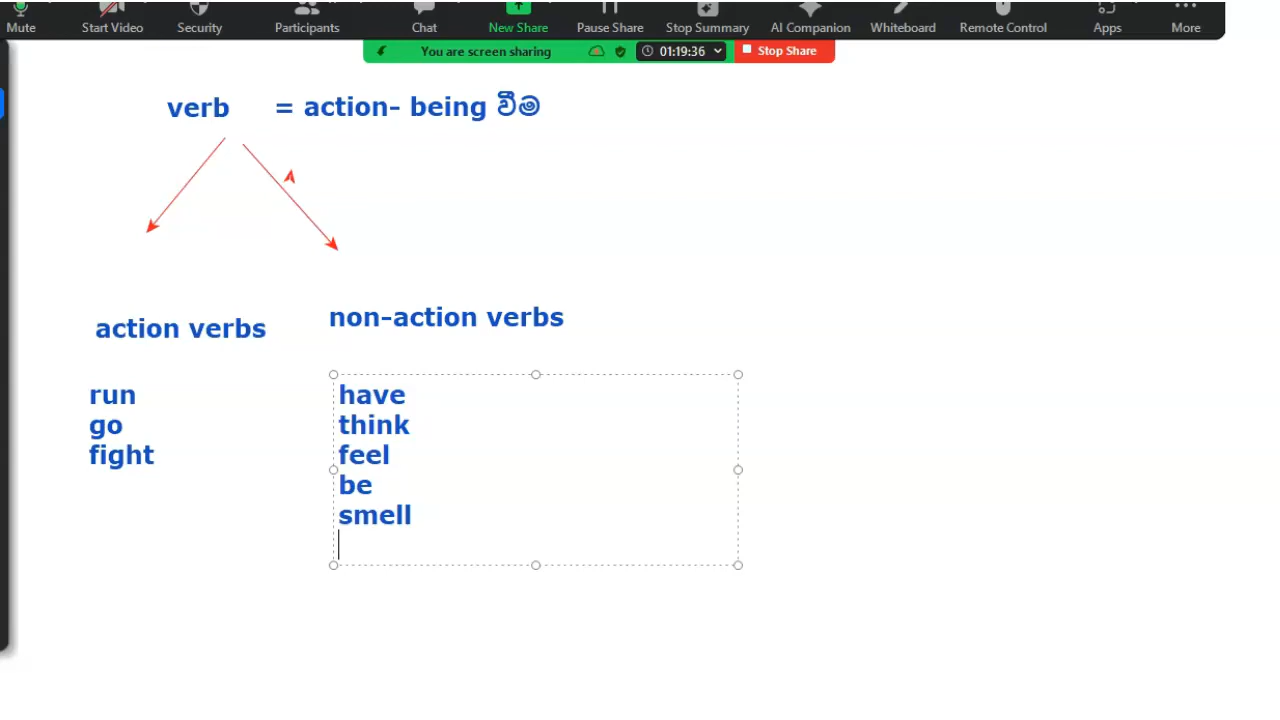 Mute Start Video Security Participants Chat New Share Pause Share Stop Summary AI Companion Whiteboard Remote Control Apps More
You are screen sharing 01:19:36 Stop Share
verb = action- being වීම
action verbs
run
go
fight
non-action verbs
have
think
feel
be
smell